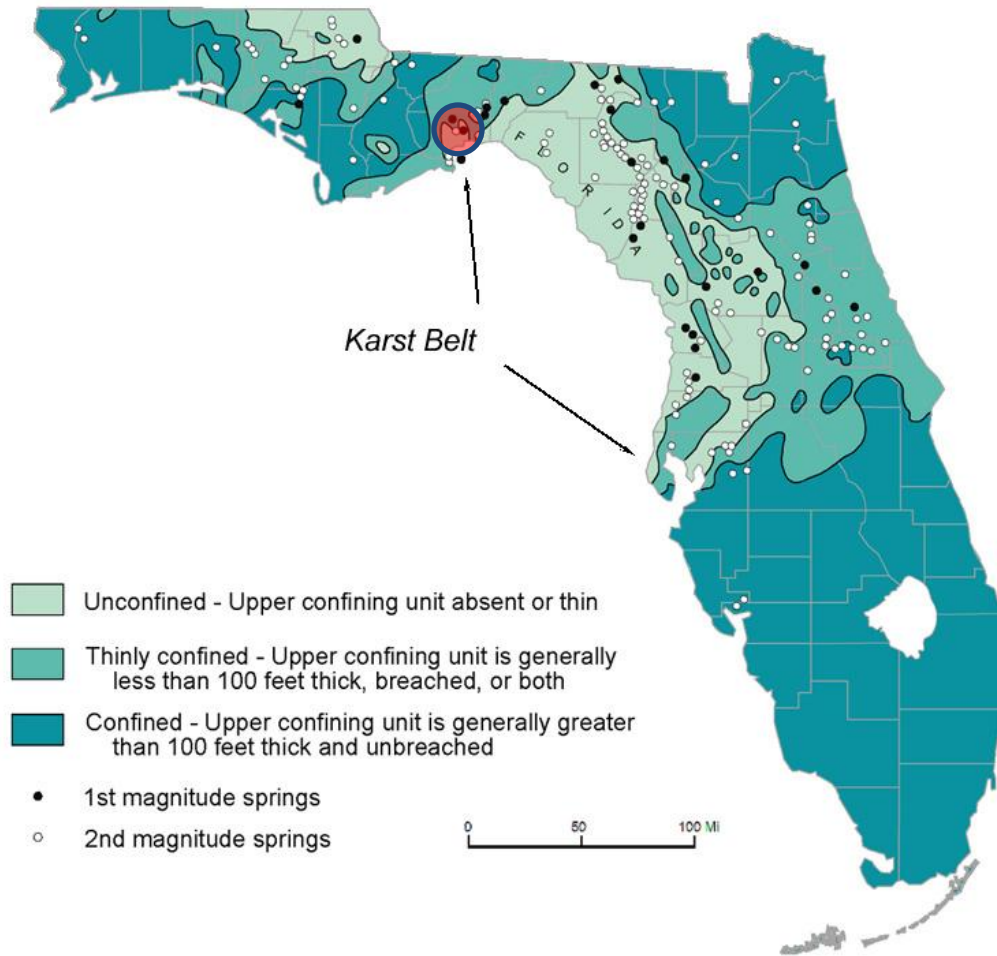 FLORIDA
Karst Belt
Unconfined - Upper confining unit absent or thin
Thinly confined - Upper confining unit is generally
less than 100 feet thick, breached, or both
Confined - Upper confining unit is generally greater
than 100 feet thick and unbreached
1st magnitude springs
2nd magnitude springs
0 50 100 Mi